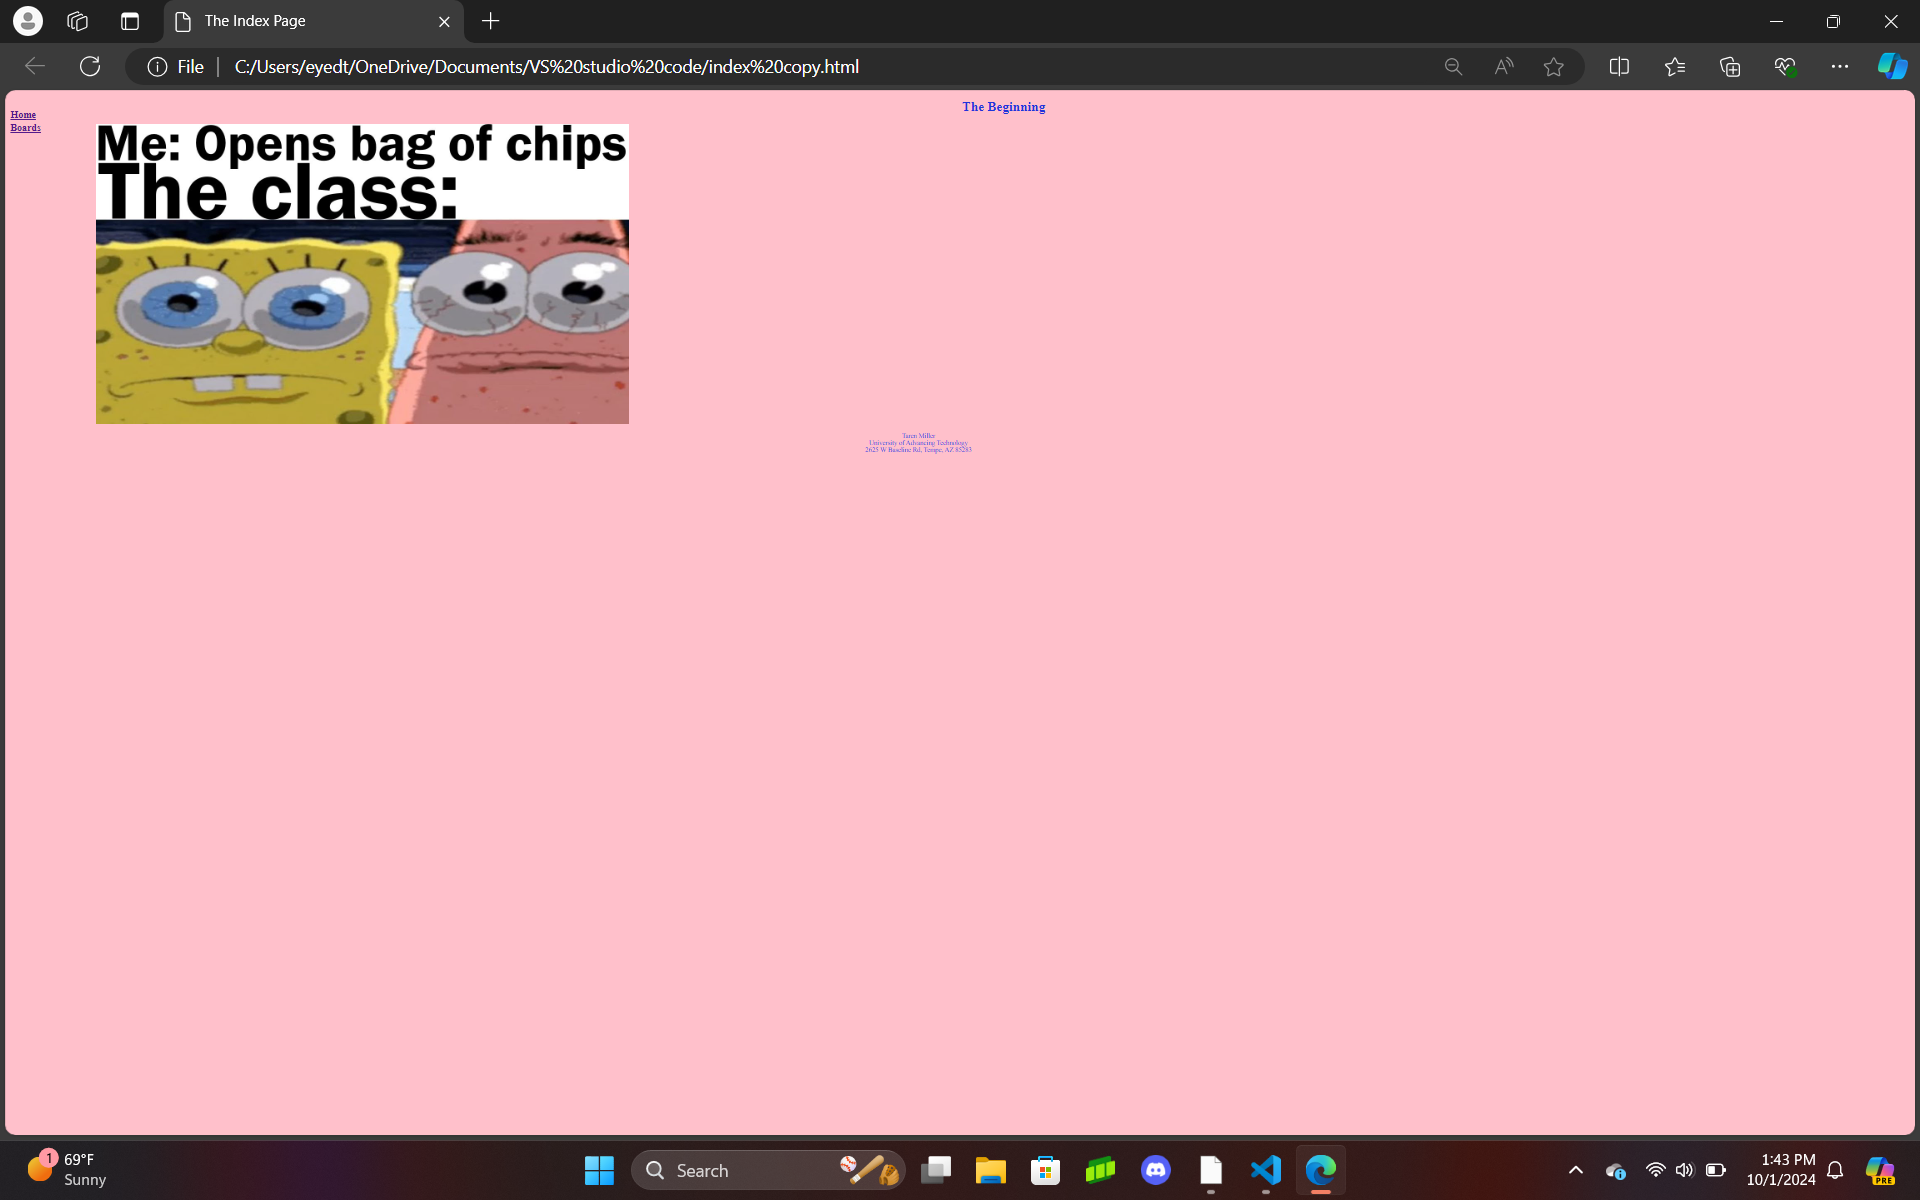 The Index Page
File
C:/Users/eyedt/OneDrive/Documents/VS%20studio%20code/index%20copy.html
The Beginning
Home
Boards
Me: Opens bag of chips
The class:
Taren Miller
University of Advancing Technology
2625 W Baseline Rd, Tempe, AZ 85283
1
69°F
Sunny
Search
1:43 PM
10/1/2024
PRE